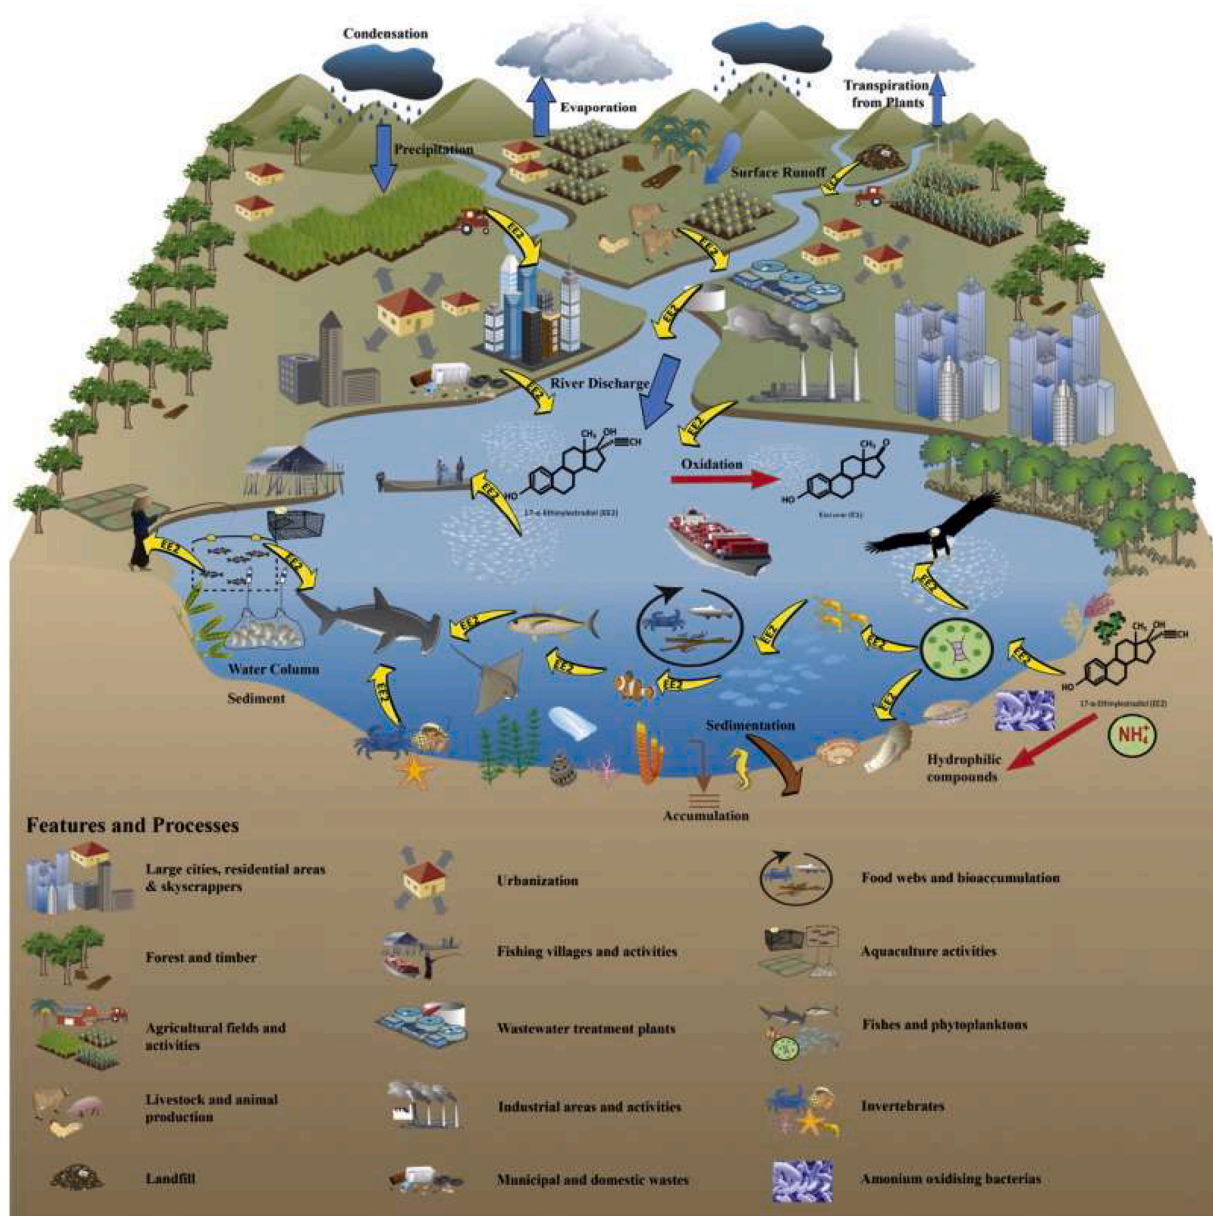 Condensation
Evaporation
Transpiration
from Plants
Precipitation
Surface Runoff
EE2
EE2
EE2
EE2
EE2
River Discharge
EE2
CH₃
OH
CH
HO
17-α-Ethinylestradiol (EE2)
Oxidation
CH₃
O
HO
EE2
EE2
EE2
EE2
EE2
EE2
EE2
EE2
EE2
EE2
EE2
EE2
EE2
CH₃
OH
CH
HO
17-α-Ethinylestradiol (EE2)
NH₄⁺
Water Column
Sediment
Sedimentation
Hydrophilic
compounds
Accumulation
Features and Processes
Large cities, residential areas
& skyscrappers
Urbanization
Food webs and bioaccumulation
Forest and timber
Fishing villages and activities
Aquaculture activities
Agricultural fields and
activities
Wastewater treatment plants
Fishes and phytoplanktons
Livestock and animal
production
Industrial areas and activities
Invertebrates
Landfill
Municipal and domestic wastes
Amonium oxidising bacterias